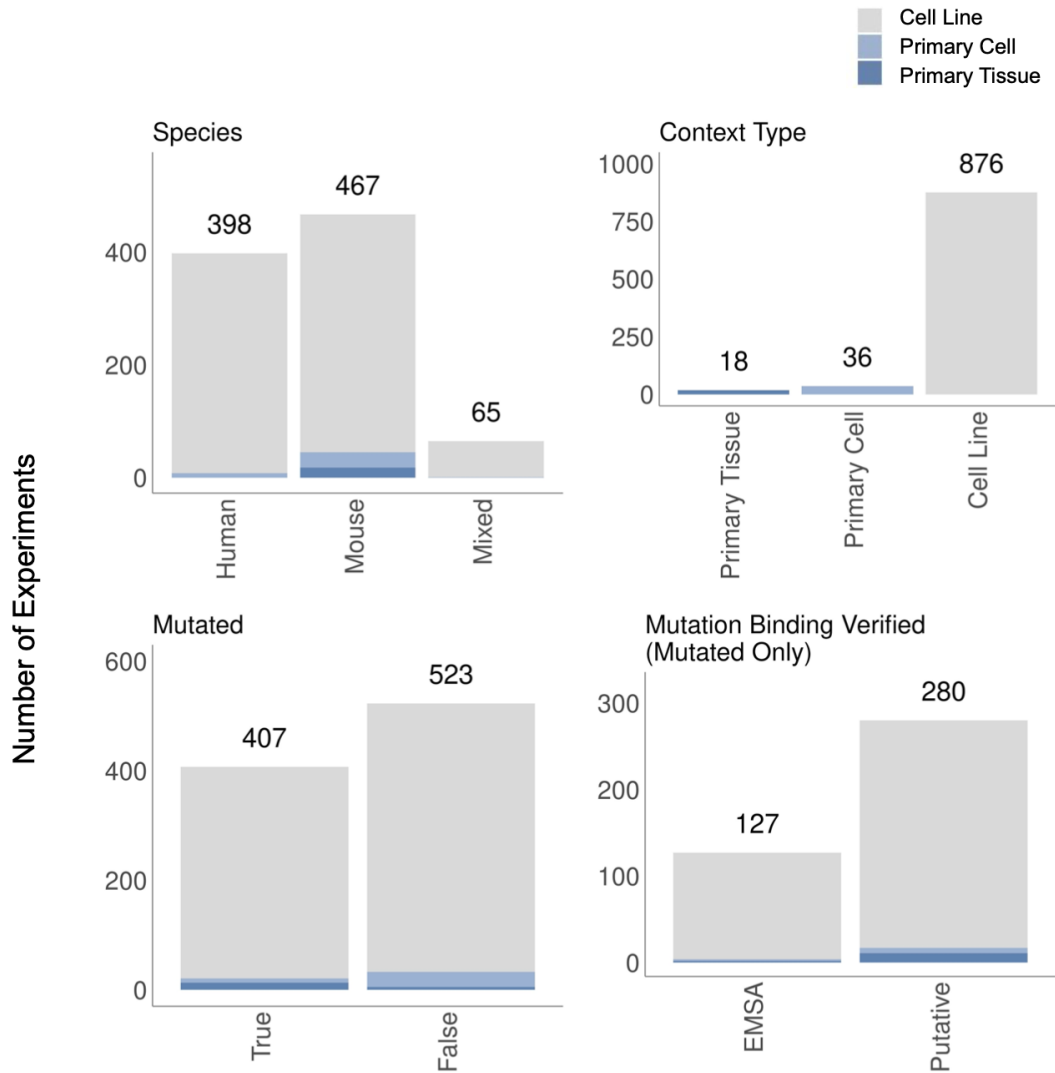 Cell Line
Primary Cell
Primary Tissue
Number of Experiments
Species
467
398
400
200
65
0
Human
Mouse
Mixed
Context Type
1000
876
750
500
250
18
36
0
Primary Tissue
Primary Cell
Cell Line
Mutated
600
523
407
400
200
0
True
False
Mutation Binding Verified
(Mutated Only)
300
280
200
127
100
0
EMSA
Putative